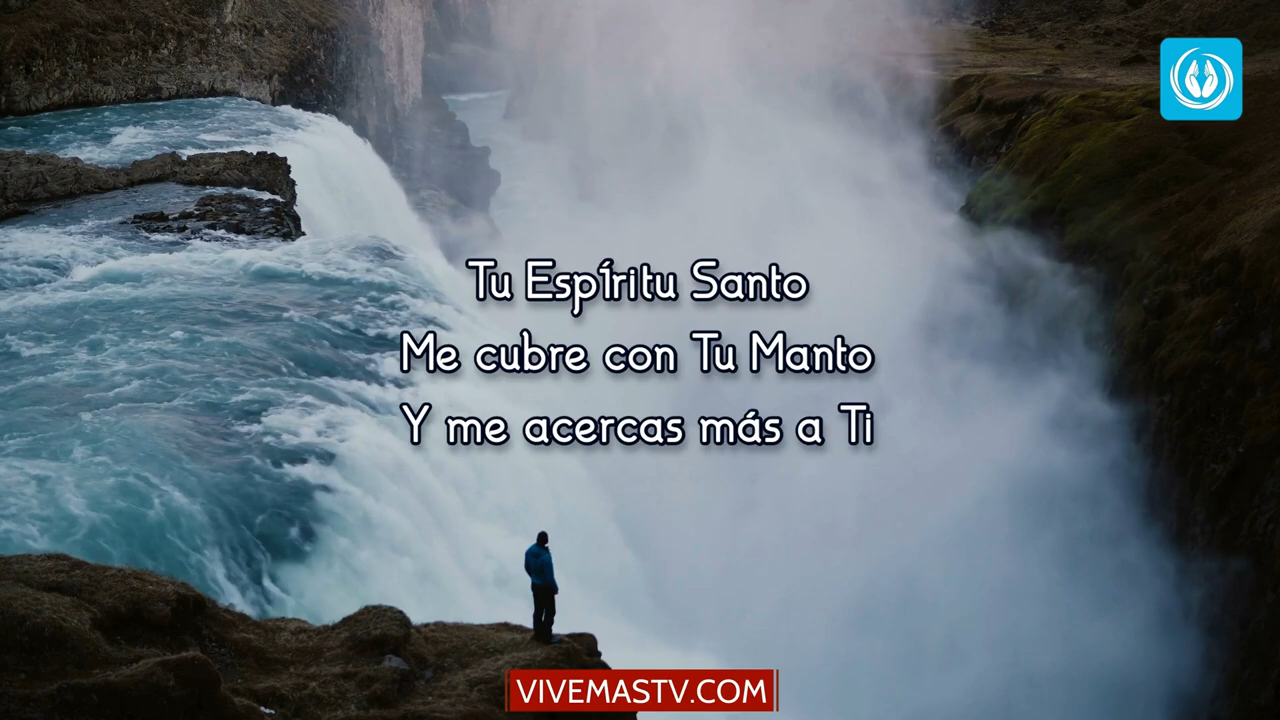 Tu Espíritu Santo
Me cubre con Tu Manto
Y me acercas más a Ti
VIVEMASTV.COM